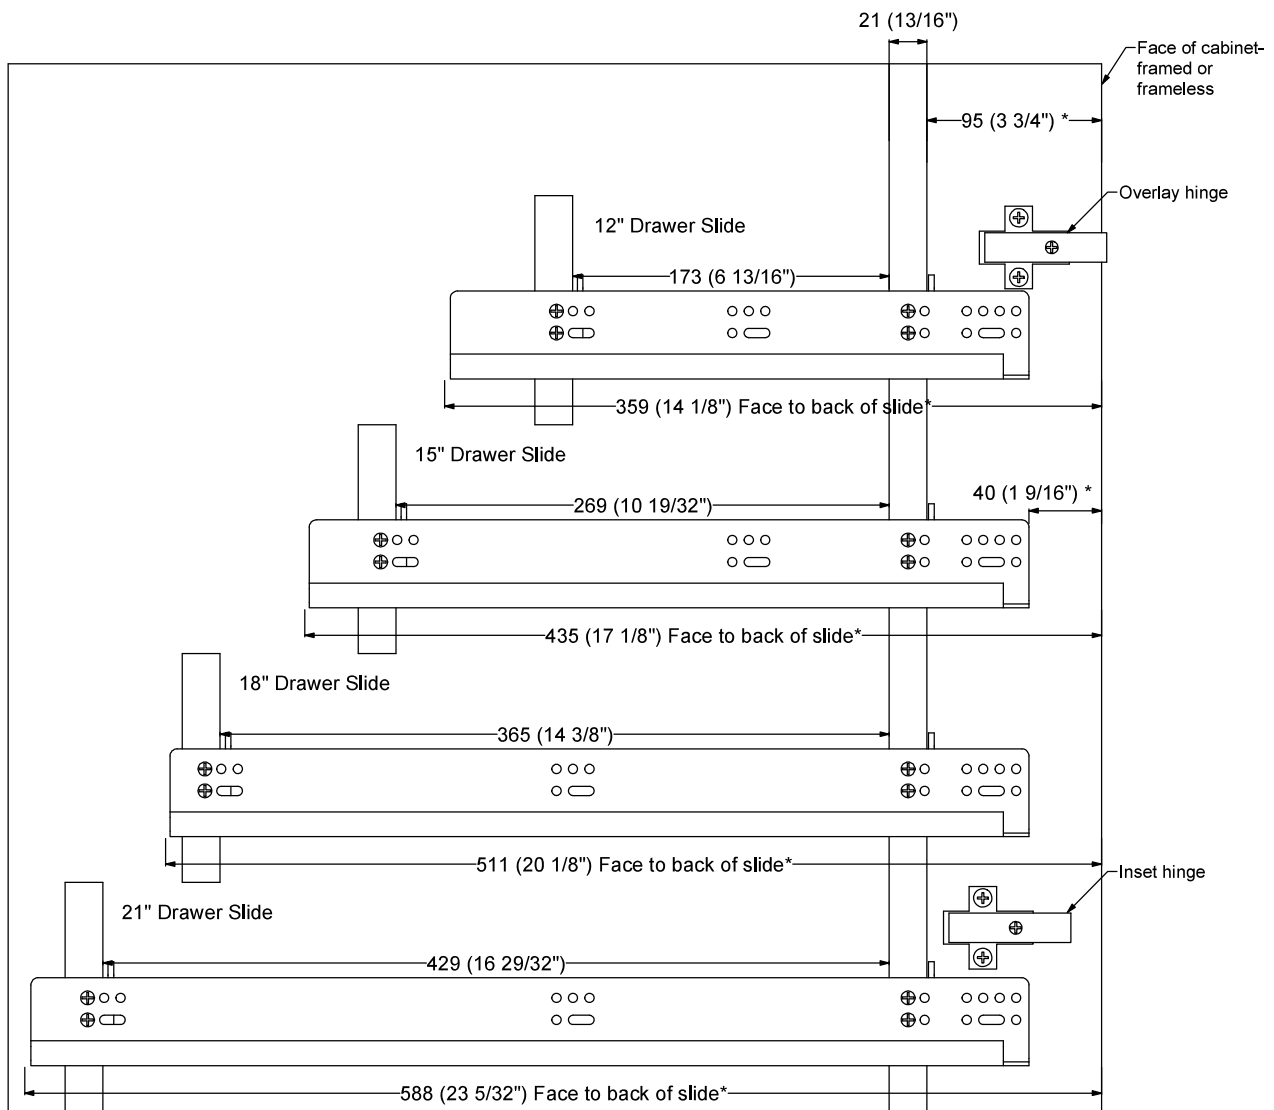 21 (13/16")
Face of cabinet-
framed or
frameless
95 (3 3/4") *
Overlay hinge
12" Drawer Slide
173 (6 13/16")
359 (14 1/8") Face to back of slide*
15" Drawer Slide
269 (10 19/32")
40 (1 9/16") *
435 (17 1/8") Face to back of slide*
18" Drawer Slide
365 (14 3/8")
511 (20 1/8") Face to back of slide*
Inset hinge
21" Drawer Slide
429 (16 29/32")
588 (23 5/32") Face to back of slide*